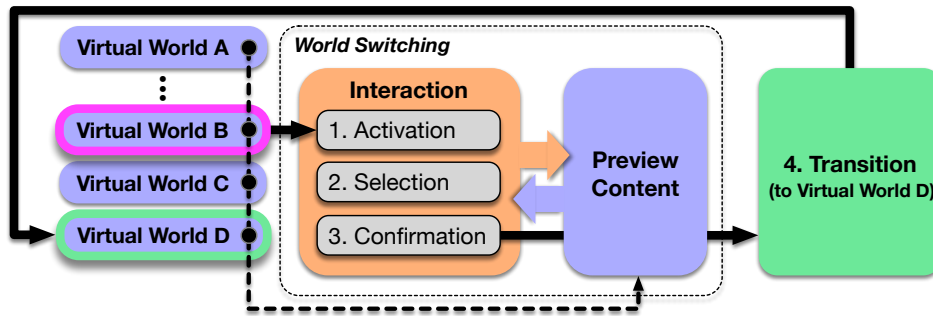 Virtual World A
World Switching
Interaction
Virtual World B
1. Activation
Virtual World C
2. Selection
Virtual World D
3. Confirmation
Preview
Content
4. Transition
(to Virtual World D)